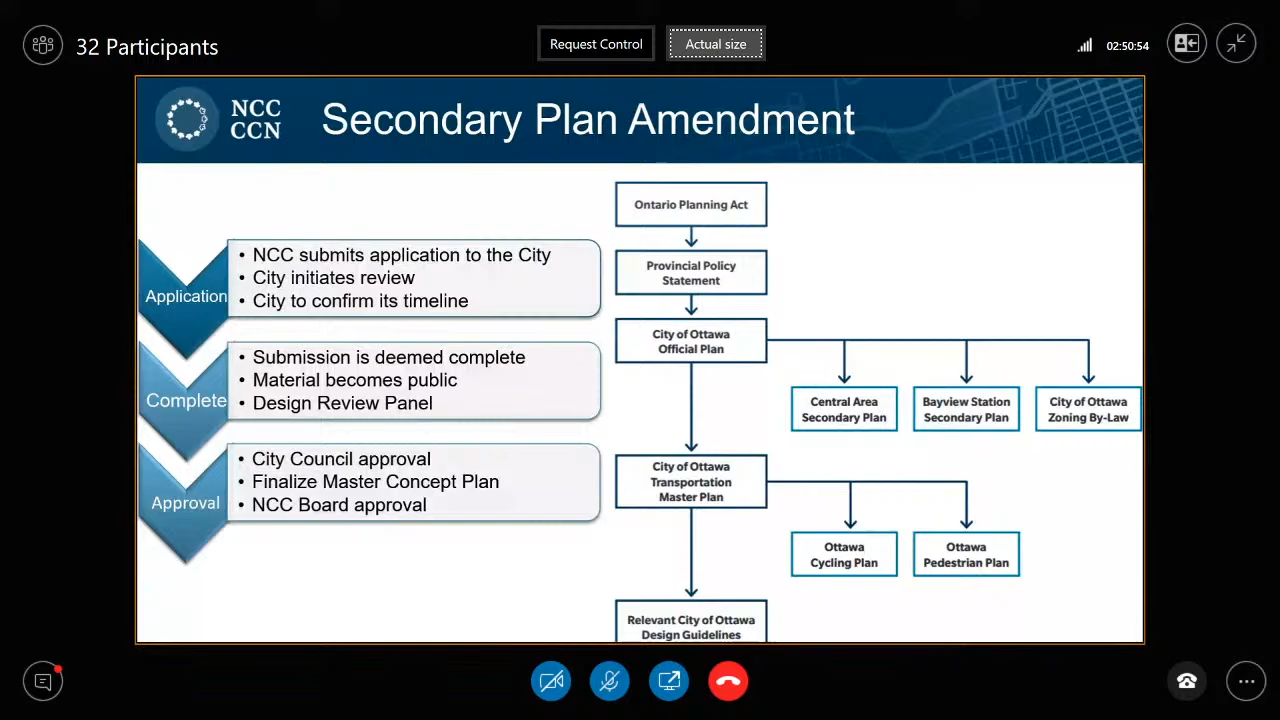 32 Participants
Request Control
Actual size
02:50:54
NCC
CCN
Secondary Plan Amendment
Application
• NCC submits application to the City
• City initiates review
• City to confirm its timeline
Complete
• Submission is deemed complete
• Material becomes public
• Design Review Panel
Approval
• City Council approval
• Finalize Master Concept Plan
• NCC Board approval
Ontario Planning Act
Provincial Policy
Statement
City of Ottawa
Official Plan
Central Area
Secondary Plan
Bayview Station
Secondary Plan
City of Ottawa
Zoning By-Law
City of Ottawa
Transportation
Master Plan
Ottawa
Cycling Plan
Ottawa
Pedestrian Plan
Relevant City of Ottawa
Design Guidelines